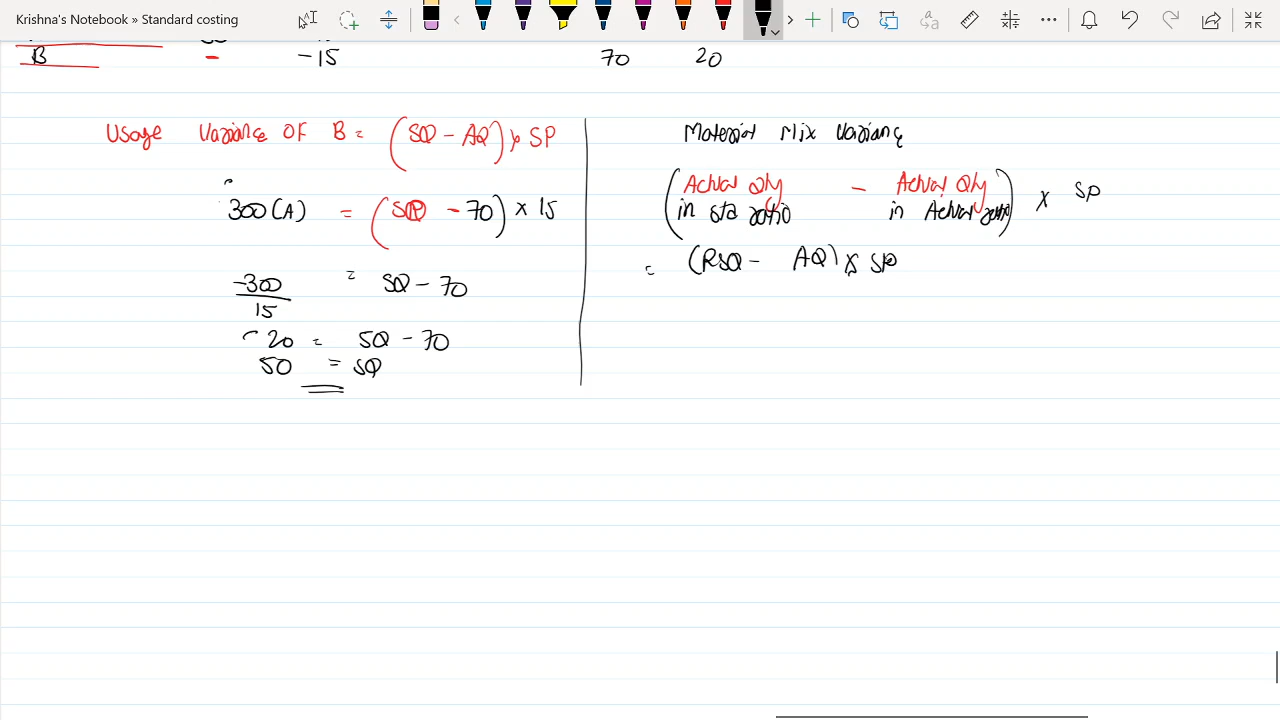 Krishna's Notebook » Standard costing
B - -15 70 20
Usage Variance OF B = (SQ - AQ) x SP
300(A) = (SQ - 70) × 15
-300 = SQ - 70
15
-20 = SQ - 70
50 = SQ
Material Mix Variance
(Actual Qty - Actual Qty) x SP
in std ratio in Actual ratio
= (RSQ - AQ) x SP